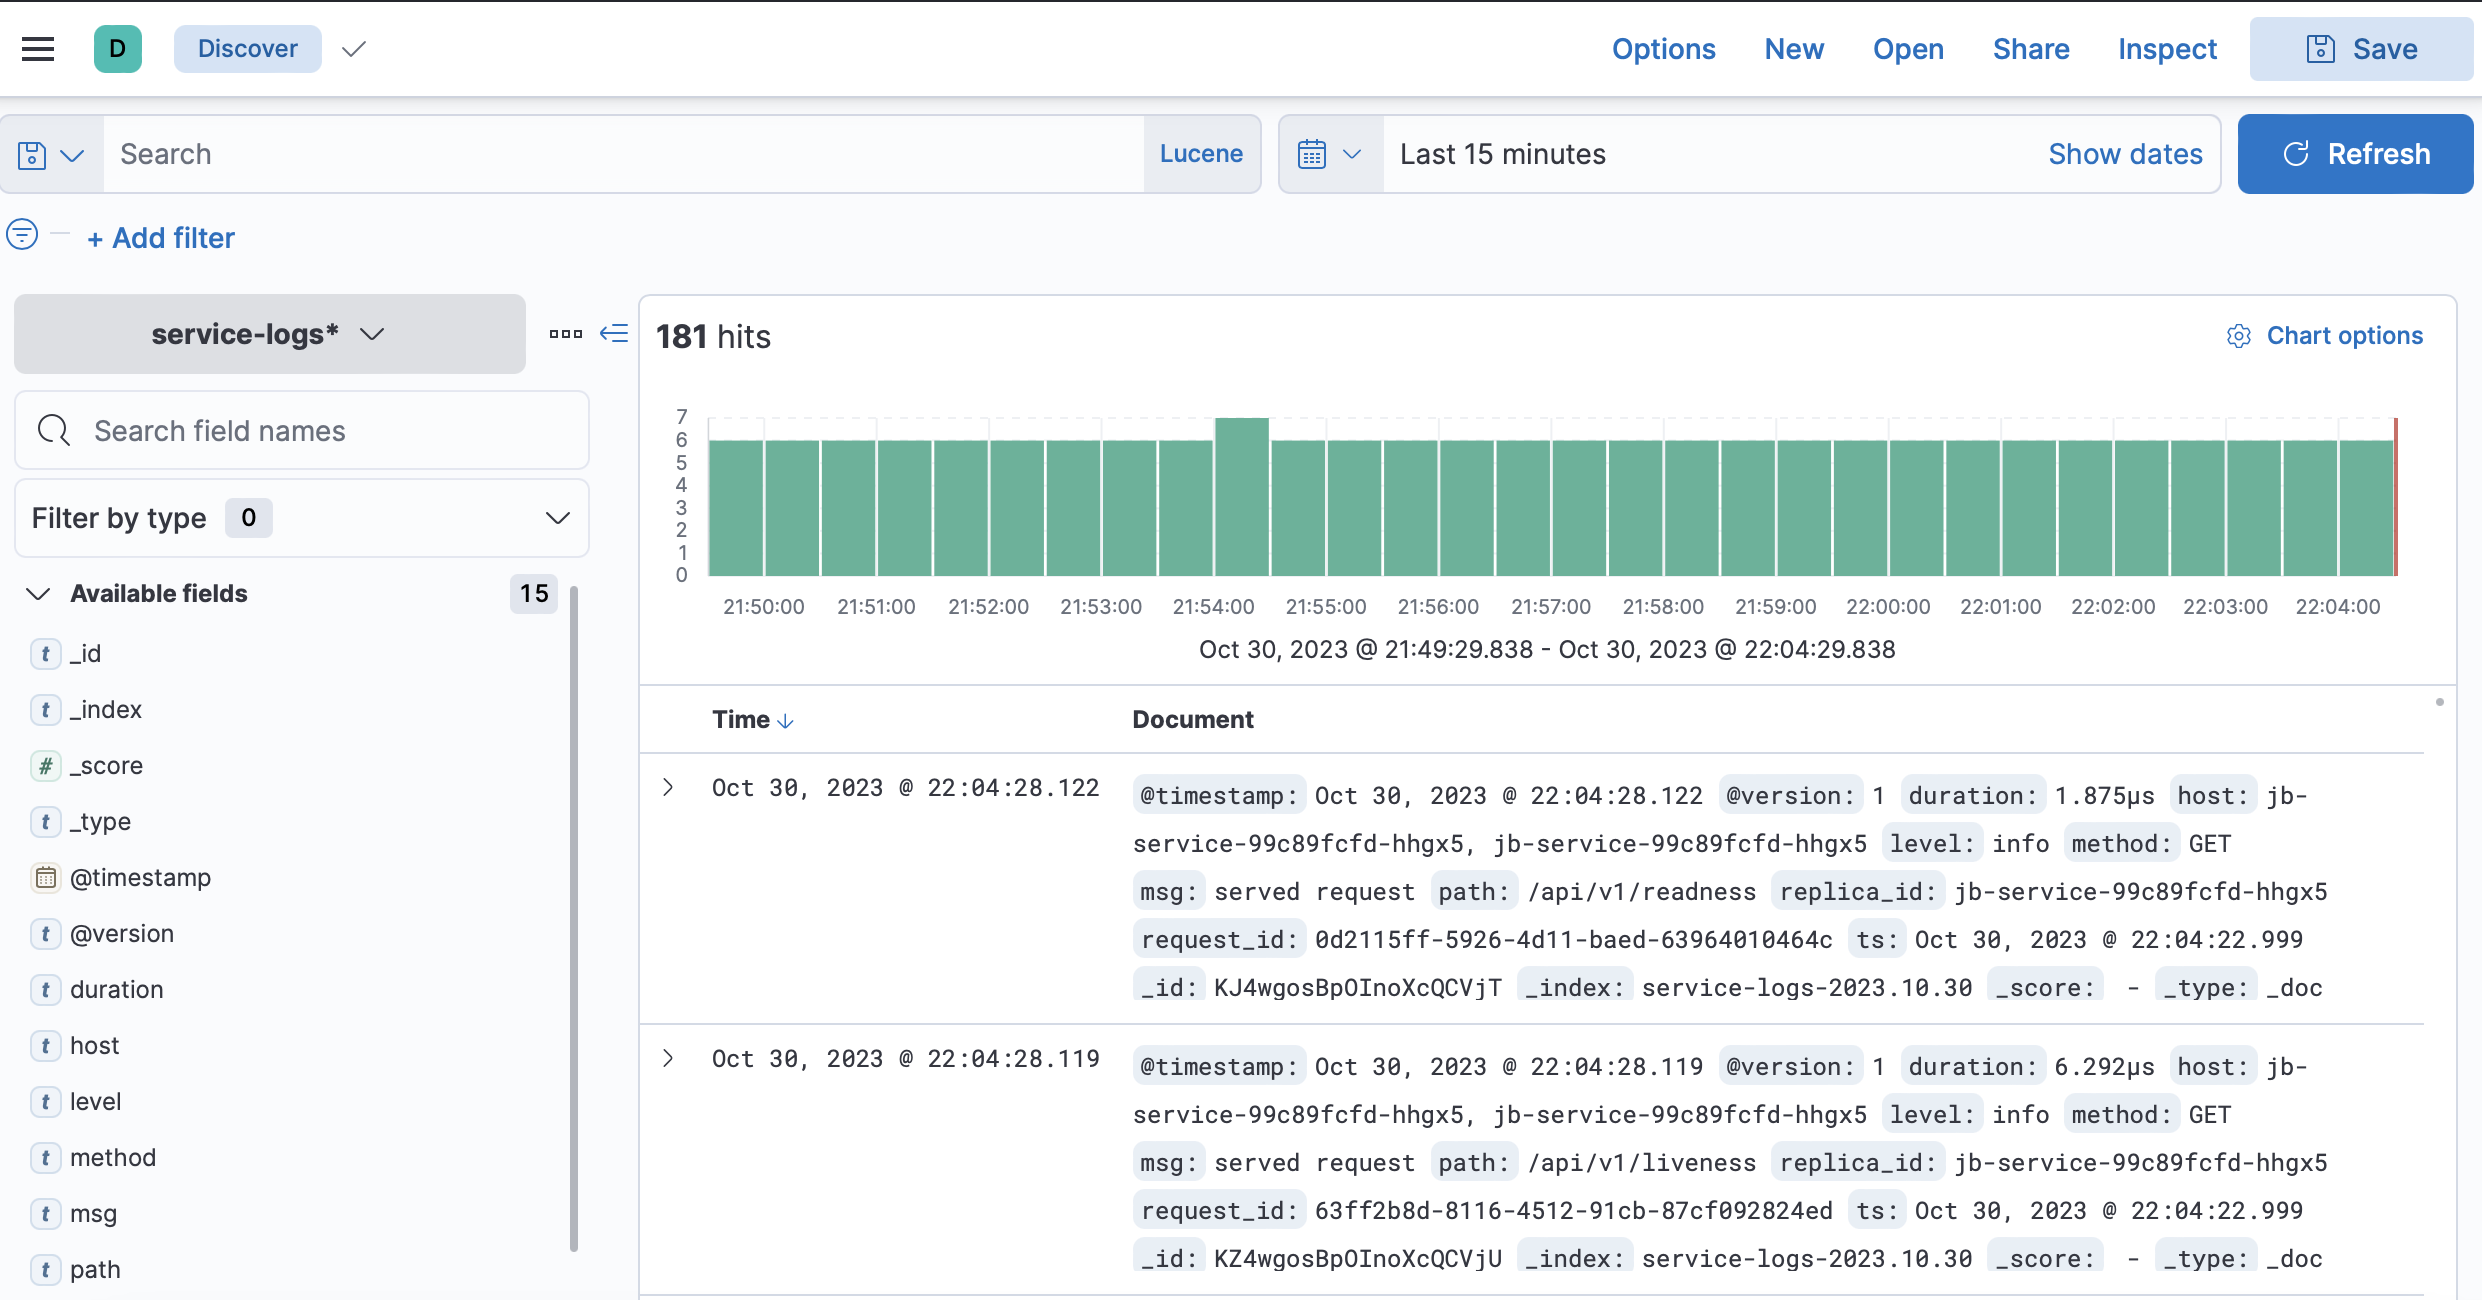 D Discover Options New Open Share Inspect Save
Search Lucene Last 15 minutes Show dates Refresh
+ Add filter
service-logs*
Search field names
Filter by type 0
Available fields 15
t _id
t _index
# _score
t _type
@timestamp
t @version
t duration
t host
t level
t method
t msg
t path
181 hits Chart options
7
6
5
4
3
2
1
0
21:50:00 21:51:00 21:52:00 21:53:00 21:54:00 21:55:00 21:56:00 21:57:00 21:58:00 21:59:00 22:00:00 22:01:00 22:02:00 22:03:00 22:04:00
Oct 30, 2023 @ 21:49:29.838 - Oct 30, 2023 @ 22:04:29.838
Time Document
Oct 30, 2023 @ 22:04:28.122 @timestamp: Oct 30, 2023 @ 22:04:28.122 @version: 1 duration: 1.875µs host: jb-
service-99c89fcfd-hhgx5, jb-service-99c89fcfd-hhgx5 level: info method: GET
msg: served request path: /api/v1/readness replica_id: jb-service-99c89fcfd-hhgx5
request_id: 0d2115ff-5926-4d11-baed-63964010464c ts: Oct 30, 2023 @ 22:04:22.999
_id: KJ4wgosBpOInoXcQCVjT _index: service-logs-2023.10.30 _score: - _type: _doc
Oct 30, 2023 @ 22:04:28.119 @timestamp: Oct 30, 2023 @ 22:04:28.119 @version: 1 duration: 6.292µs host: jb-
service-99c89fcfd-hhgx5, jb-service-99c89fcfd-hhgx5 level: info method: GET
msg: served request path: /api/v1/liveness replica_id: jb-service-99c89fcfd-hhgx5
request_id: 63ff2b8d-8116-4512-91cb-87cf092824ed ts: Oct 30, 2023 @ 22:04:22.999
_id: KZ4wgosBpOInoXcQCVjU _index: service-logs-2023.10.30 _score: - _type: _doc